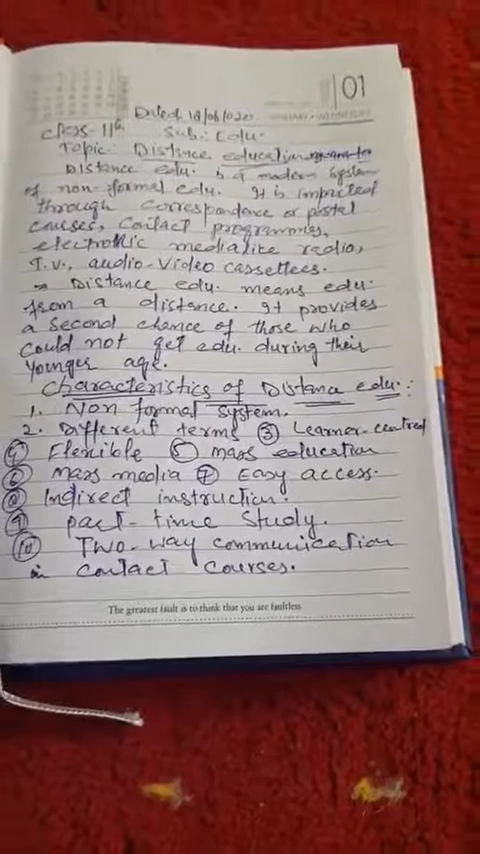 01
Dated 18/06/020
Class-11th Sub: Edu.
Topic: Distance education
Distance edu. is a modern system
of non-formal edu. It is imparted
through correspondence or postel
courses, contact programmes,
electronic media like radio,
T.V., audio-video cassettees.
→ Distance edu. means edu.
from a distance. It provides
a second chance of those who
could not get edu. during their
younger age.
Characteristics of Distance edu.:
1. Non formal system.
2. Different terms ③ Learner-centred
④ Flexible ⑤ mass education
⑥ Mass media ⑦ Easy access.
⑧ Indirect instruction.
⑨ part-time study.
⑩ Two-way communication
in contact courses.
The greatest fault is to think that you are faultless